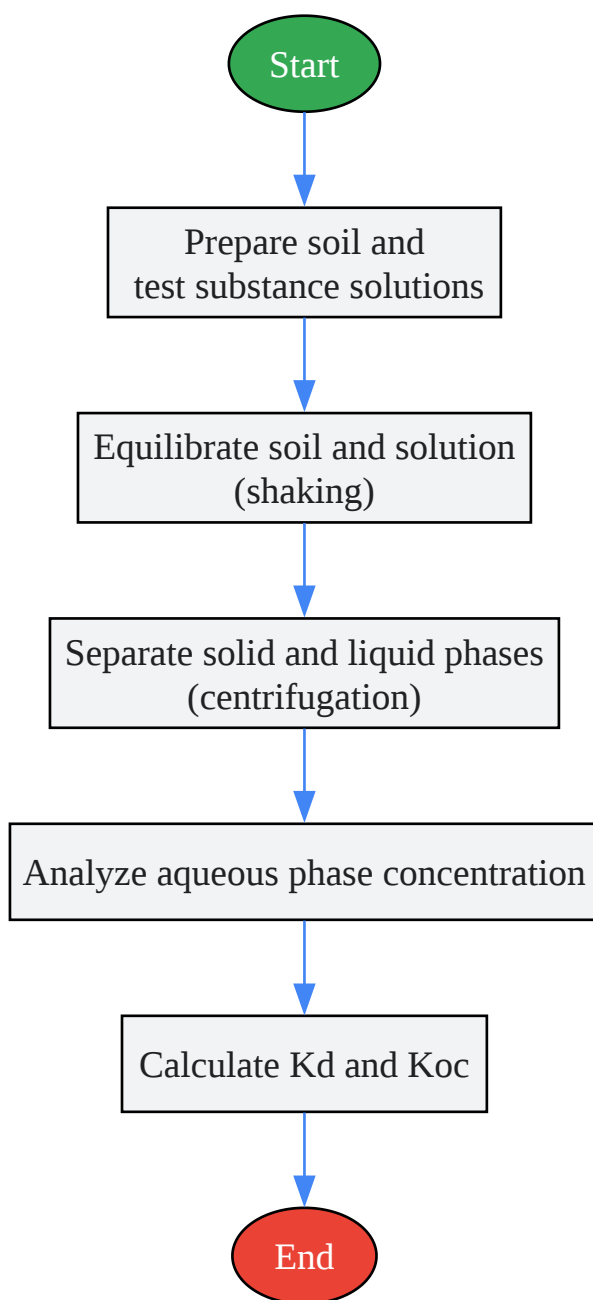 Start
Prepare soil and
test substance solutions
Equilibrate soil and solution
(shaking)
Separate solid and liquid phases
(centrifugation)
Analyze aqueous phase concentration
Calculate Kd and Koc
End